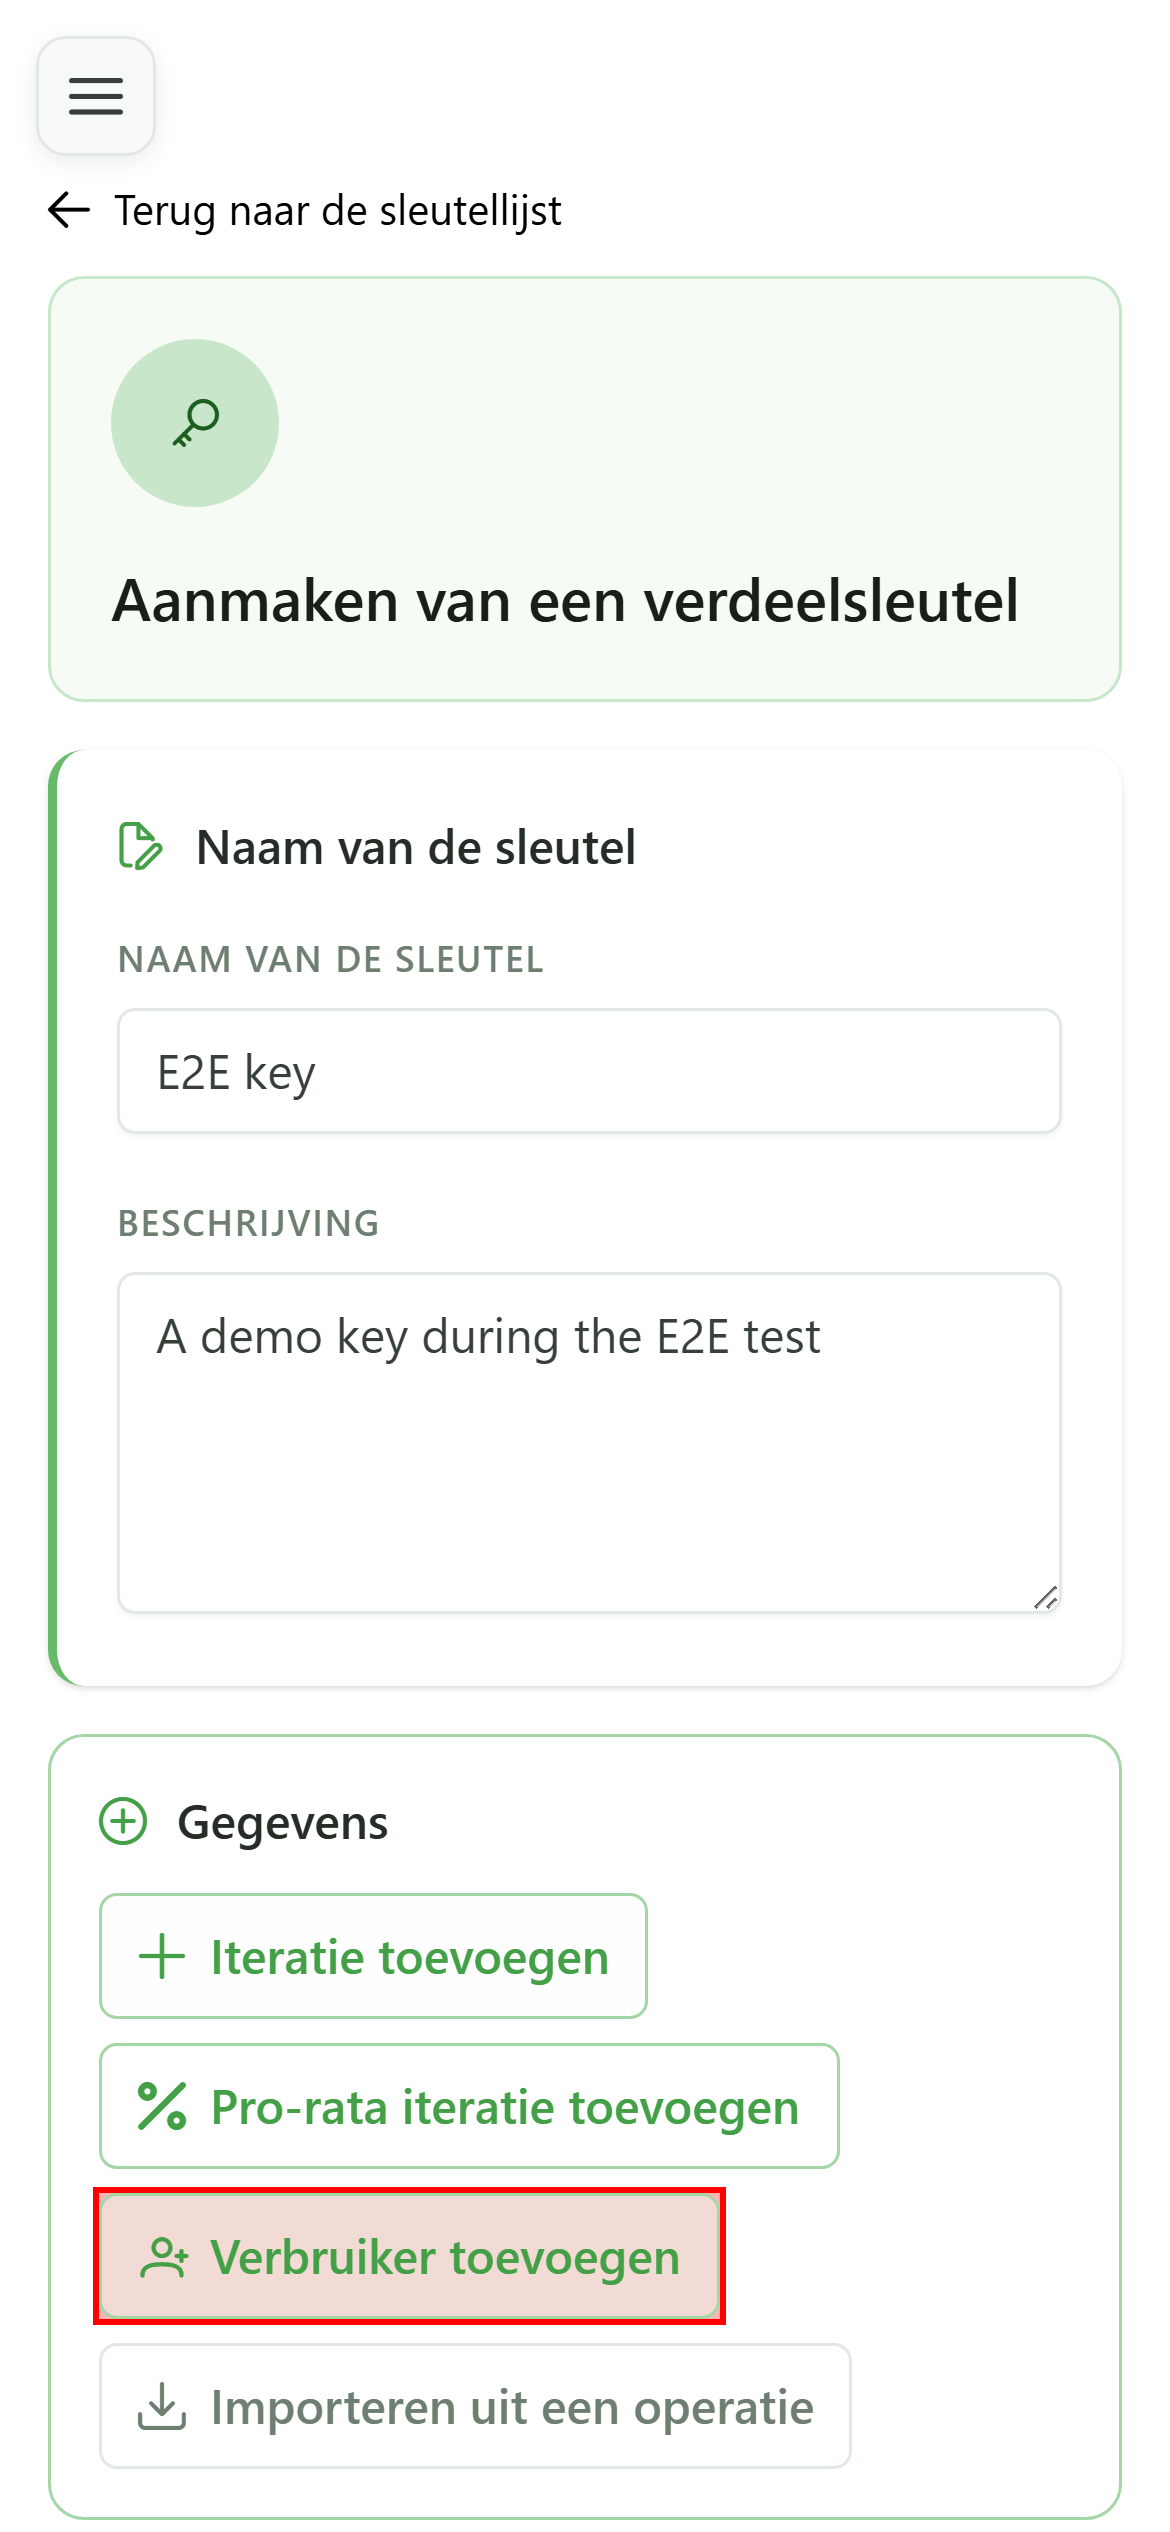 Terug naar de sleutellijst
Aanmaken van een verdeelsleutel
Naam van de sleutel
NAAM VAN DE SLEUTEL
E2E key
BESCHRIJVING
A demo key during the E2E test
Gegevens
Iteratie toevoegen
Pro-rata iteratie toevoegen
Verbruiker toevoegen
Importeren uit een operatie